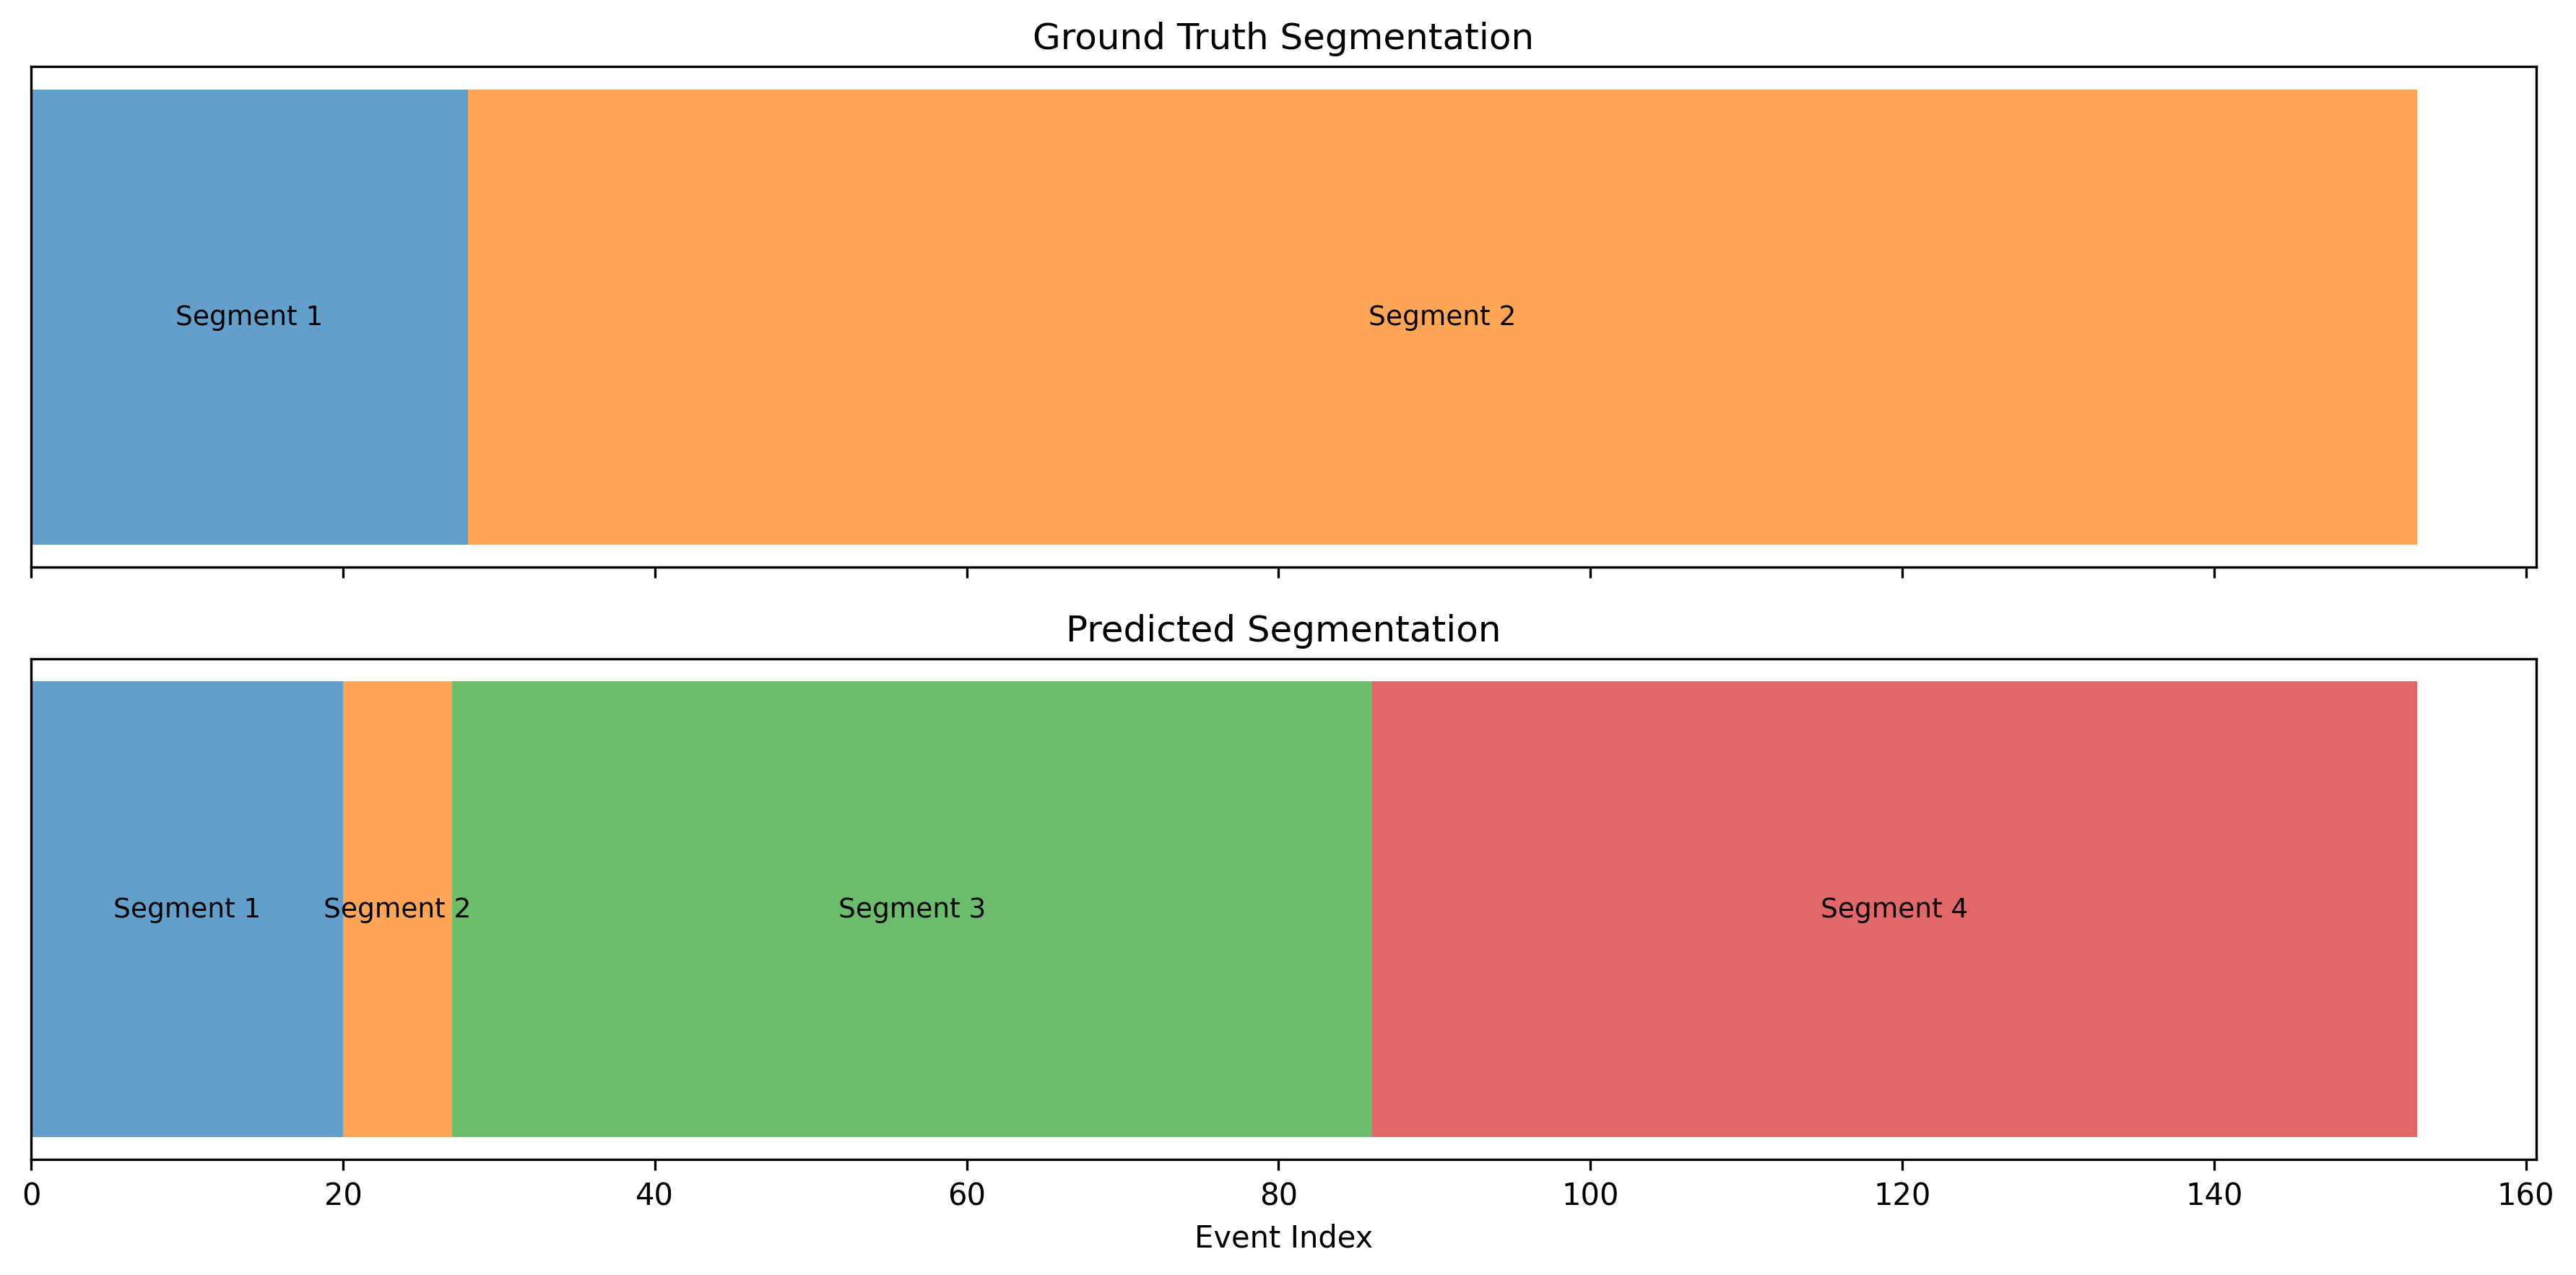 Ground Truth Segmentation
Segment 1 Segment 2
Predicted Segmentation
Segment 1 Segment 2 Segment 3 Segment 4
0 20 40 60 80 100 120 140 160
Event Index